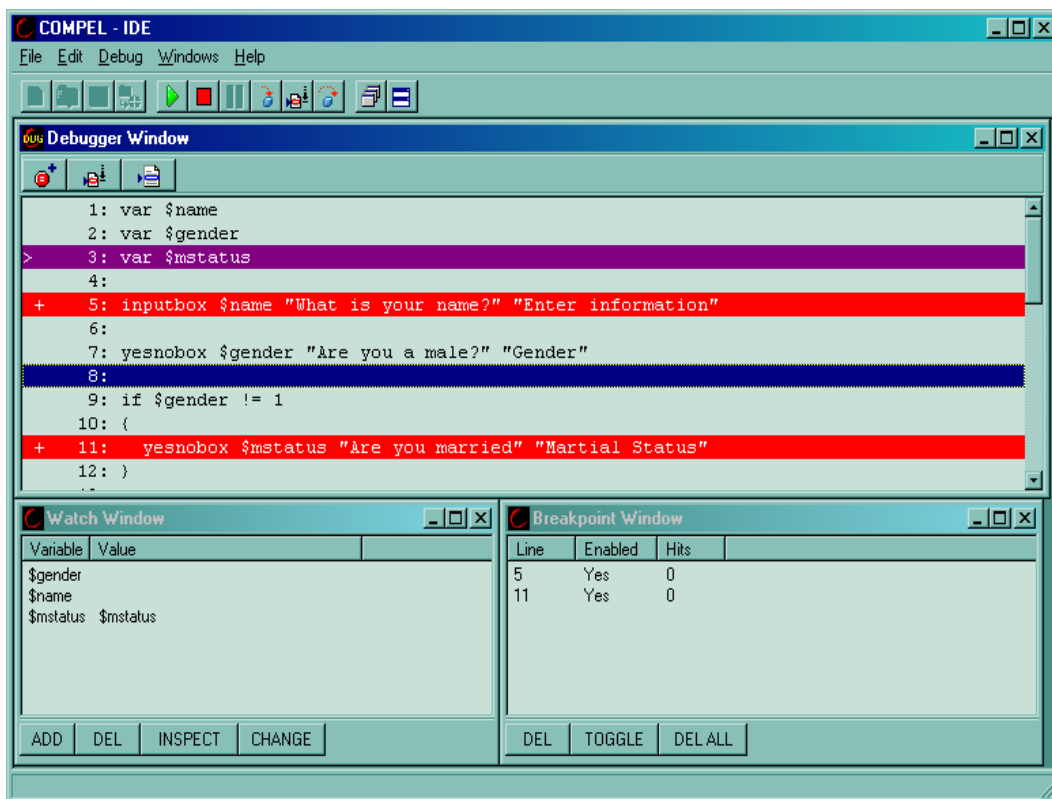 COMPEL - IDE
File Edit Debug Windows Help
Debugger Window
1: var $name
2: var $gender
> 3: var $mstatus
4:
+ 5: inputbox $name "What is your name?" "Enter information"
6:
7: yesnobox $gender "Are you a male?" "Gender"
8:
9: if $gender != 1
10: {
+ 11: yesnobox $mstatus "Are you married" "Martial Status"
12: }
Watch Window
Variable Value
$gender
$name
$mstatus $mstatus
ADD DEL INSPECT CHANGE
Breakpoint Window
Line Enabled Hits
5 Yes 0
11 Yes 0
DEL TOGGLE DEL ALL